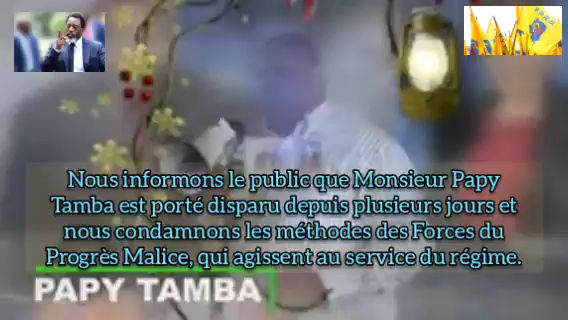 Nous informons le public que Monsieur Papy
Tamba est porté disparu depuis plusieurs jours et
nous condamnons les méthodes des Forces du
Progrès Malice, qui agissent au service du régime.
PAPY TAMBA